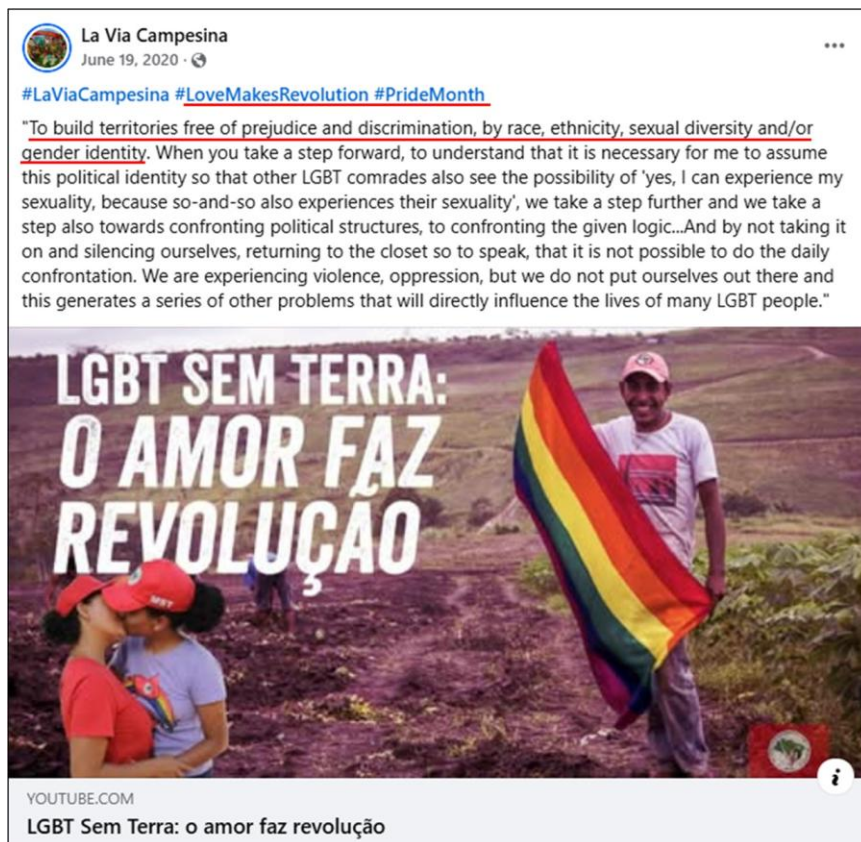 La Via Campesina
June 19, 2020
#LaViaCampesina #LoveMakesRevolution #PrideMonth
"To build territories free of prejudice and discrimination, by race, ethnicity, sexual diversity and/or
gender identity. When you take a step forward, to understand that it is necessary for me to assume
this political identity so that other LGBT comrades also see the possibility of 'yes, I can experience my
sexuality, because so-and-so also experiences their sexuality', we take a step further and we take a
step also towards confronting political structures, to confronting the given logic...And by not taking it
on and silencing ourselves, returning to the closet so to speak, that it is not possible to do the daily
confrontation. We are experiencing violence, oppression, but we do not put ourselves out there and
this generates a series of other problems that will directly influence the lives of many LGBT people."
LGBT SEM TERRA:
O AMOR FAZ
REVOLUÇÃO
MST
YOUTUBE.COM
LGBT Sem Terra: o amor faz revolução